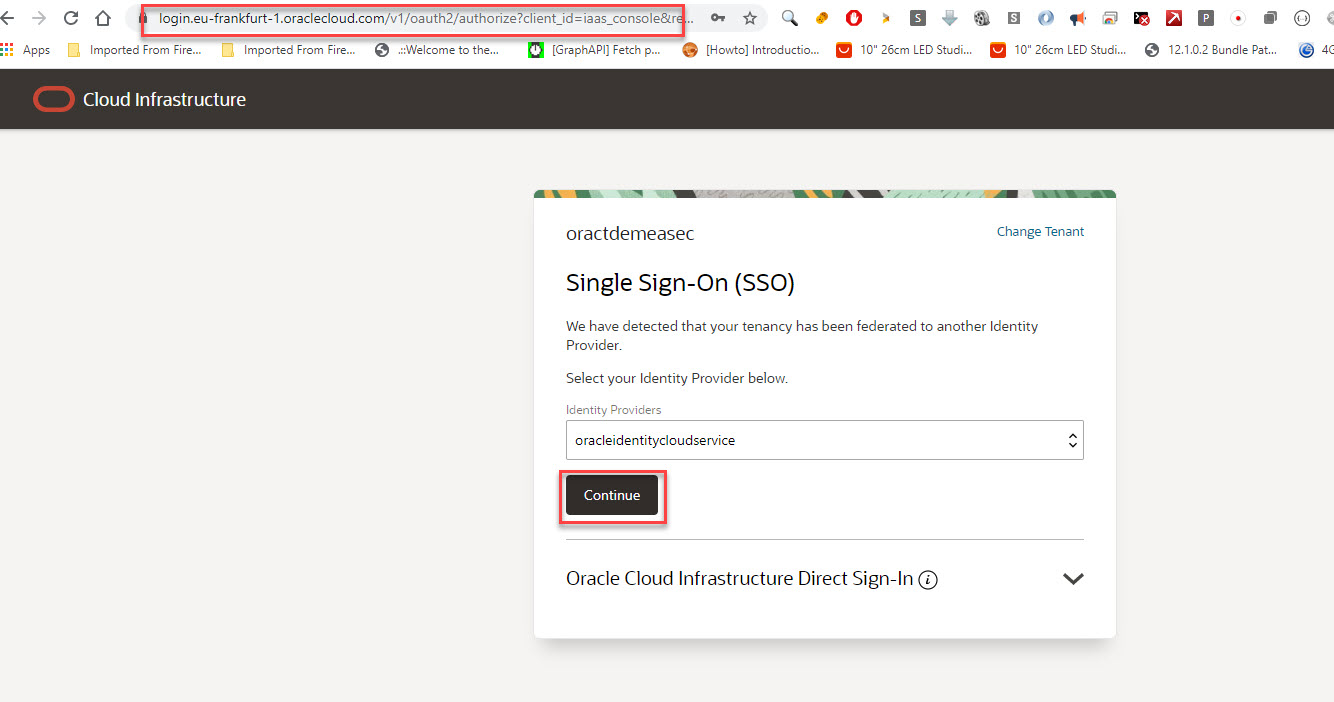 login.eu-frankfurt-1.oraclecloud.com/v1/oauth2/authorize?client_id=iaas_console&re...
Apps Imported From Fire... Imported From Fire... .::Welcome to the... [GraphAPI] Fetch p... [Howto] Introductio... 10" 26cm LED Studi... 10" 26cm LED Studi... 12.1.0.2 Bundle Pat... 4G
Cloud Infrastructure
oractdemeasec
Change Tenant
Single Sign-On (SSO)
We have detected that your tenancy has been federated to another Identity
Provider.
Select your Identity Provider below.
Identity Providers
oracleidentitycloudservice
Continue
Oracle Cloud Infrastructure Direct Sign-In